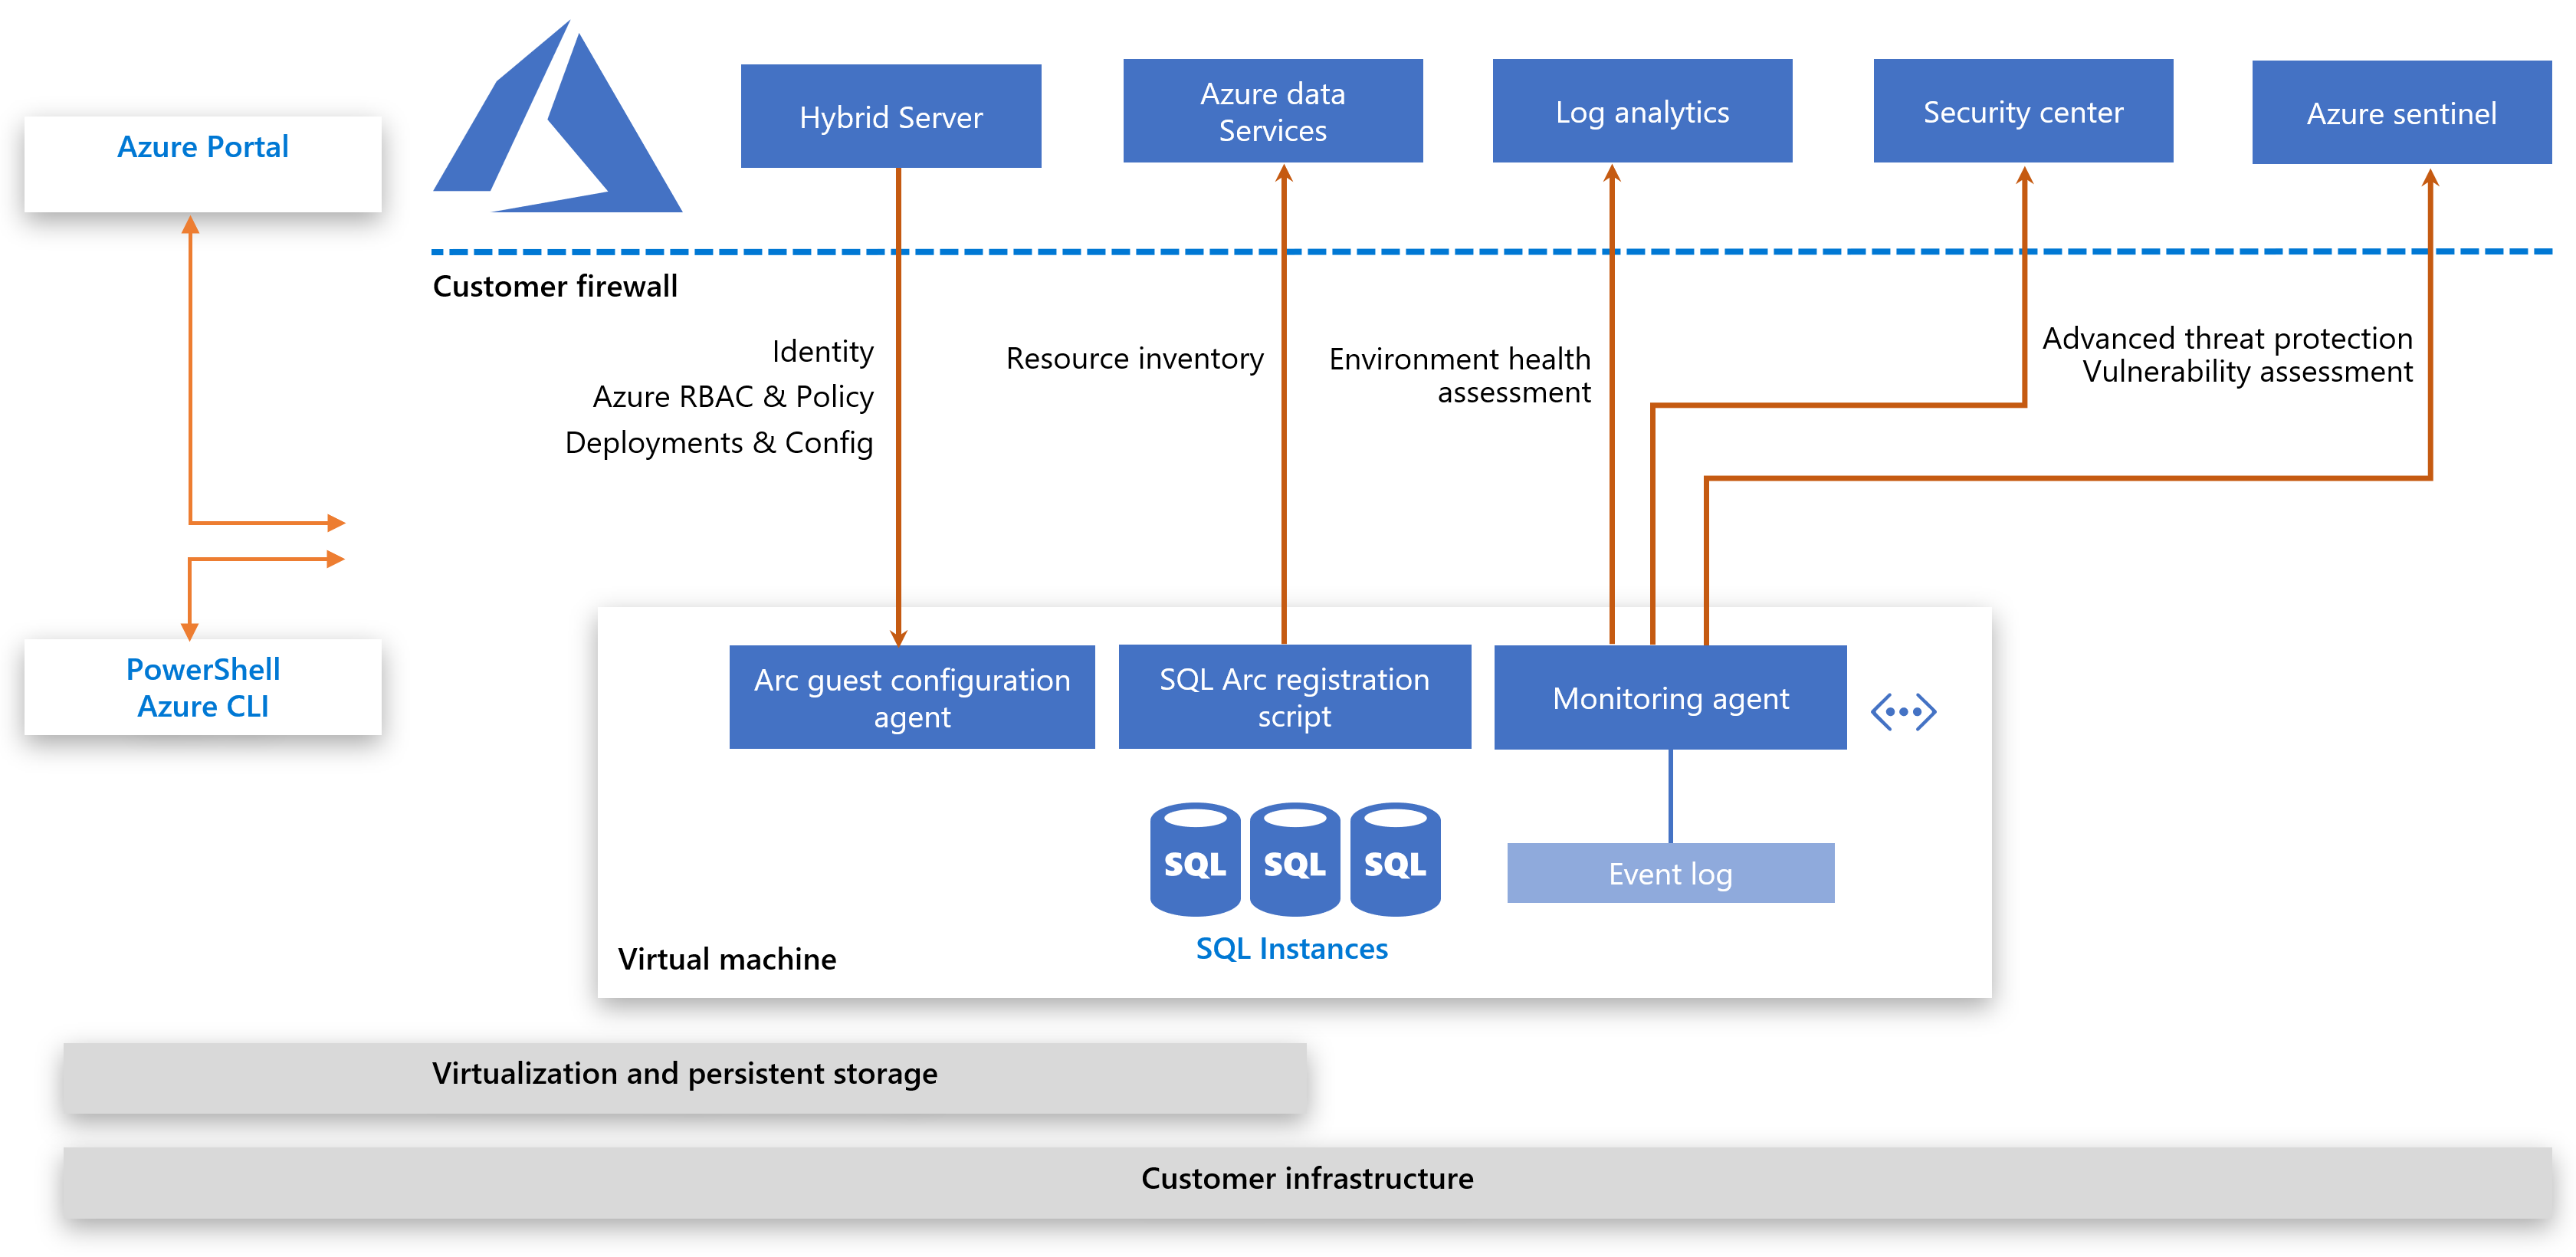 Azure Portal
Hybrid Server
Azure data
Services
Log analytics
Security center
Azure sentinel
Customer firewall
Identity
Azure RBAC & Policy
Deployments & Config
Resource inventory
Environment health
assessment
Advanced threat protection
Vulnerability assessment
PowerShell
Azure CLI
Arc guest configuration
agent
SQL Arc registration
script
Monitoring agent
SQL
SQL
SQL
Event log
SQL Instances
Virtual machine
Virtualization and persistent storage
Customer infrastructure